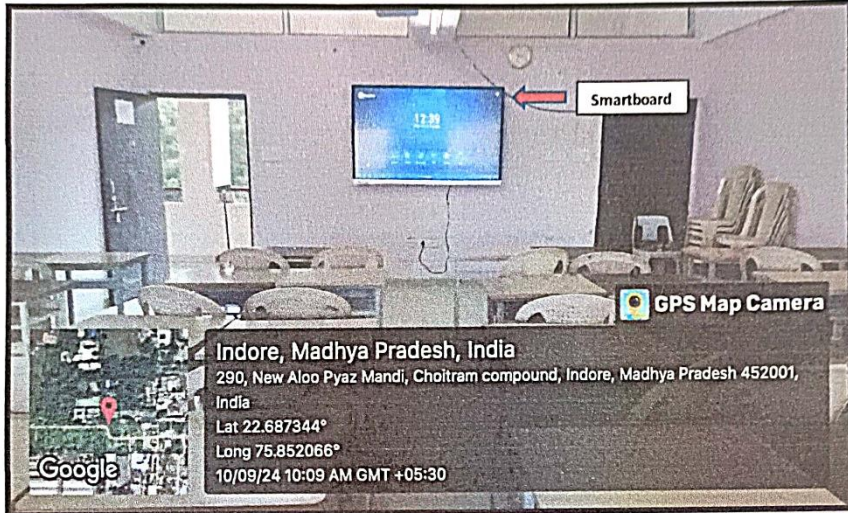 Smartboard
12:39
GPS Map Camera
Indore, Madhya Pradesh, India
290, New Aloo Pyaz Mandi, Choitram compound, Indore, Madhya Pradesh 452001,
India
Lat 22.687344°
Long 75.852066°
10/09/24 10:09 AM GMT +05:30
Google